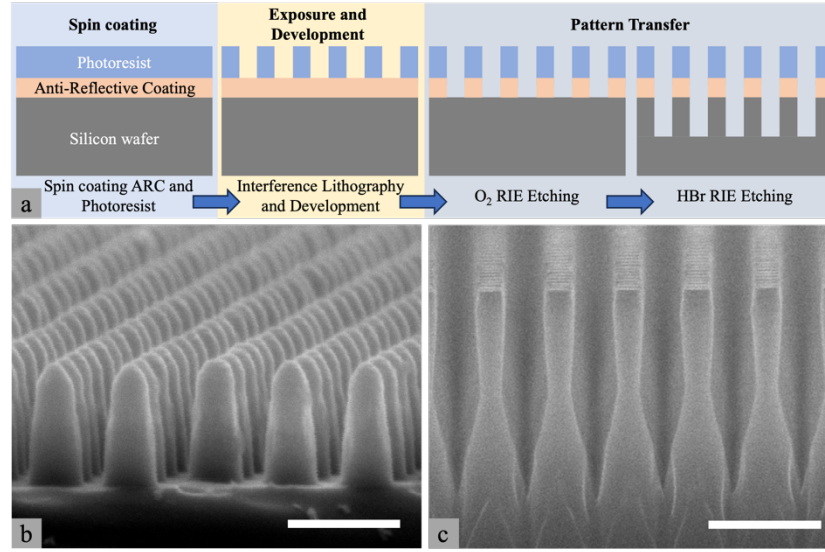 Spin coating
Exposure and
Development
Pattern Transfer
Photoresist
Anti-Reflective Coating
Silicon wafer
a
Spin coating ARC and
Photoresist
Interference Lithography
and Development
O₂ RIE Etching
HBr RIE Etching
b
c